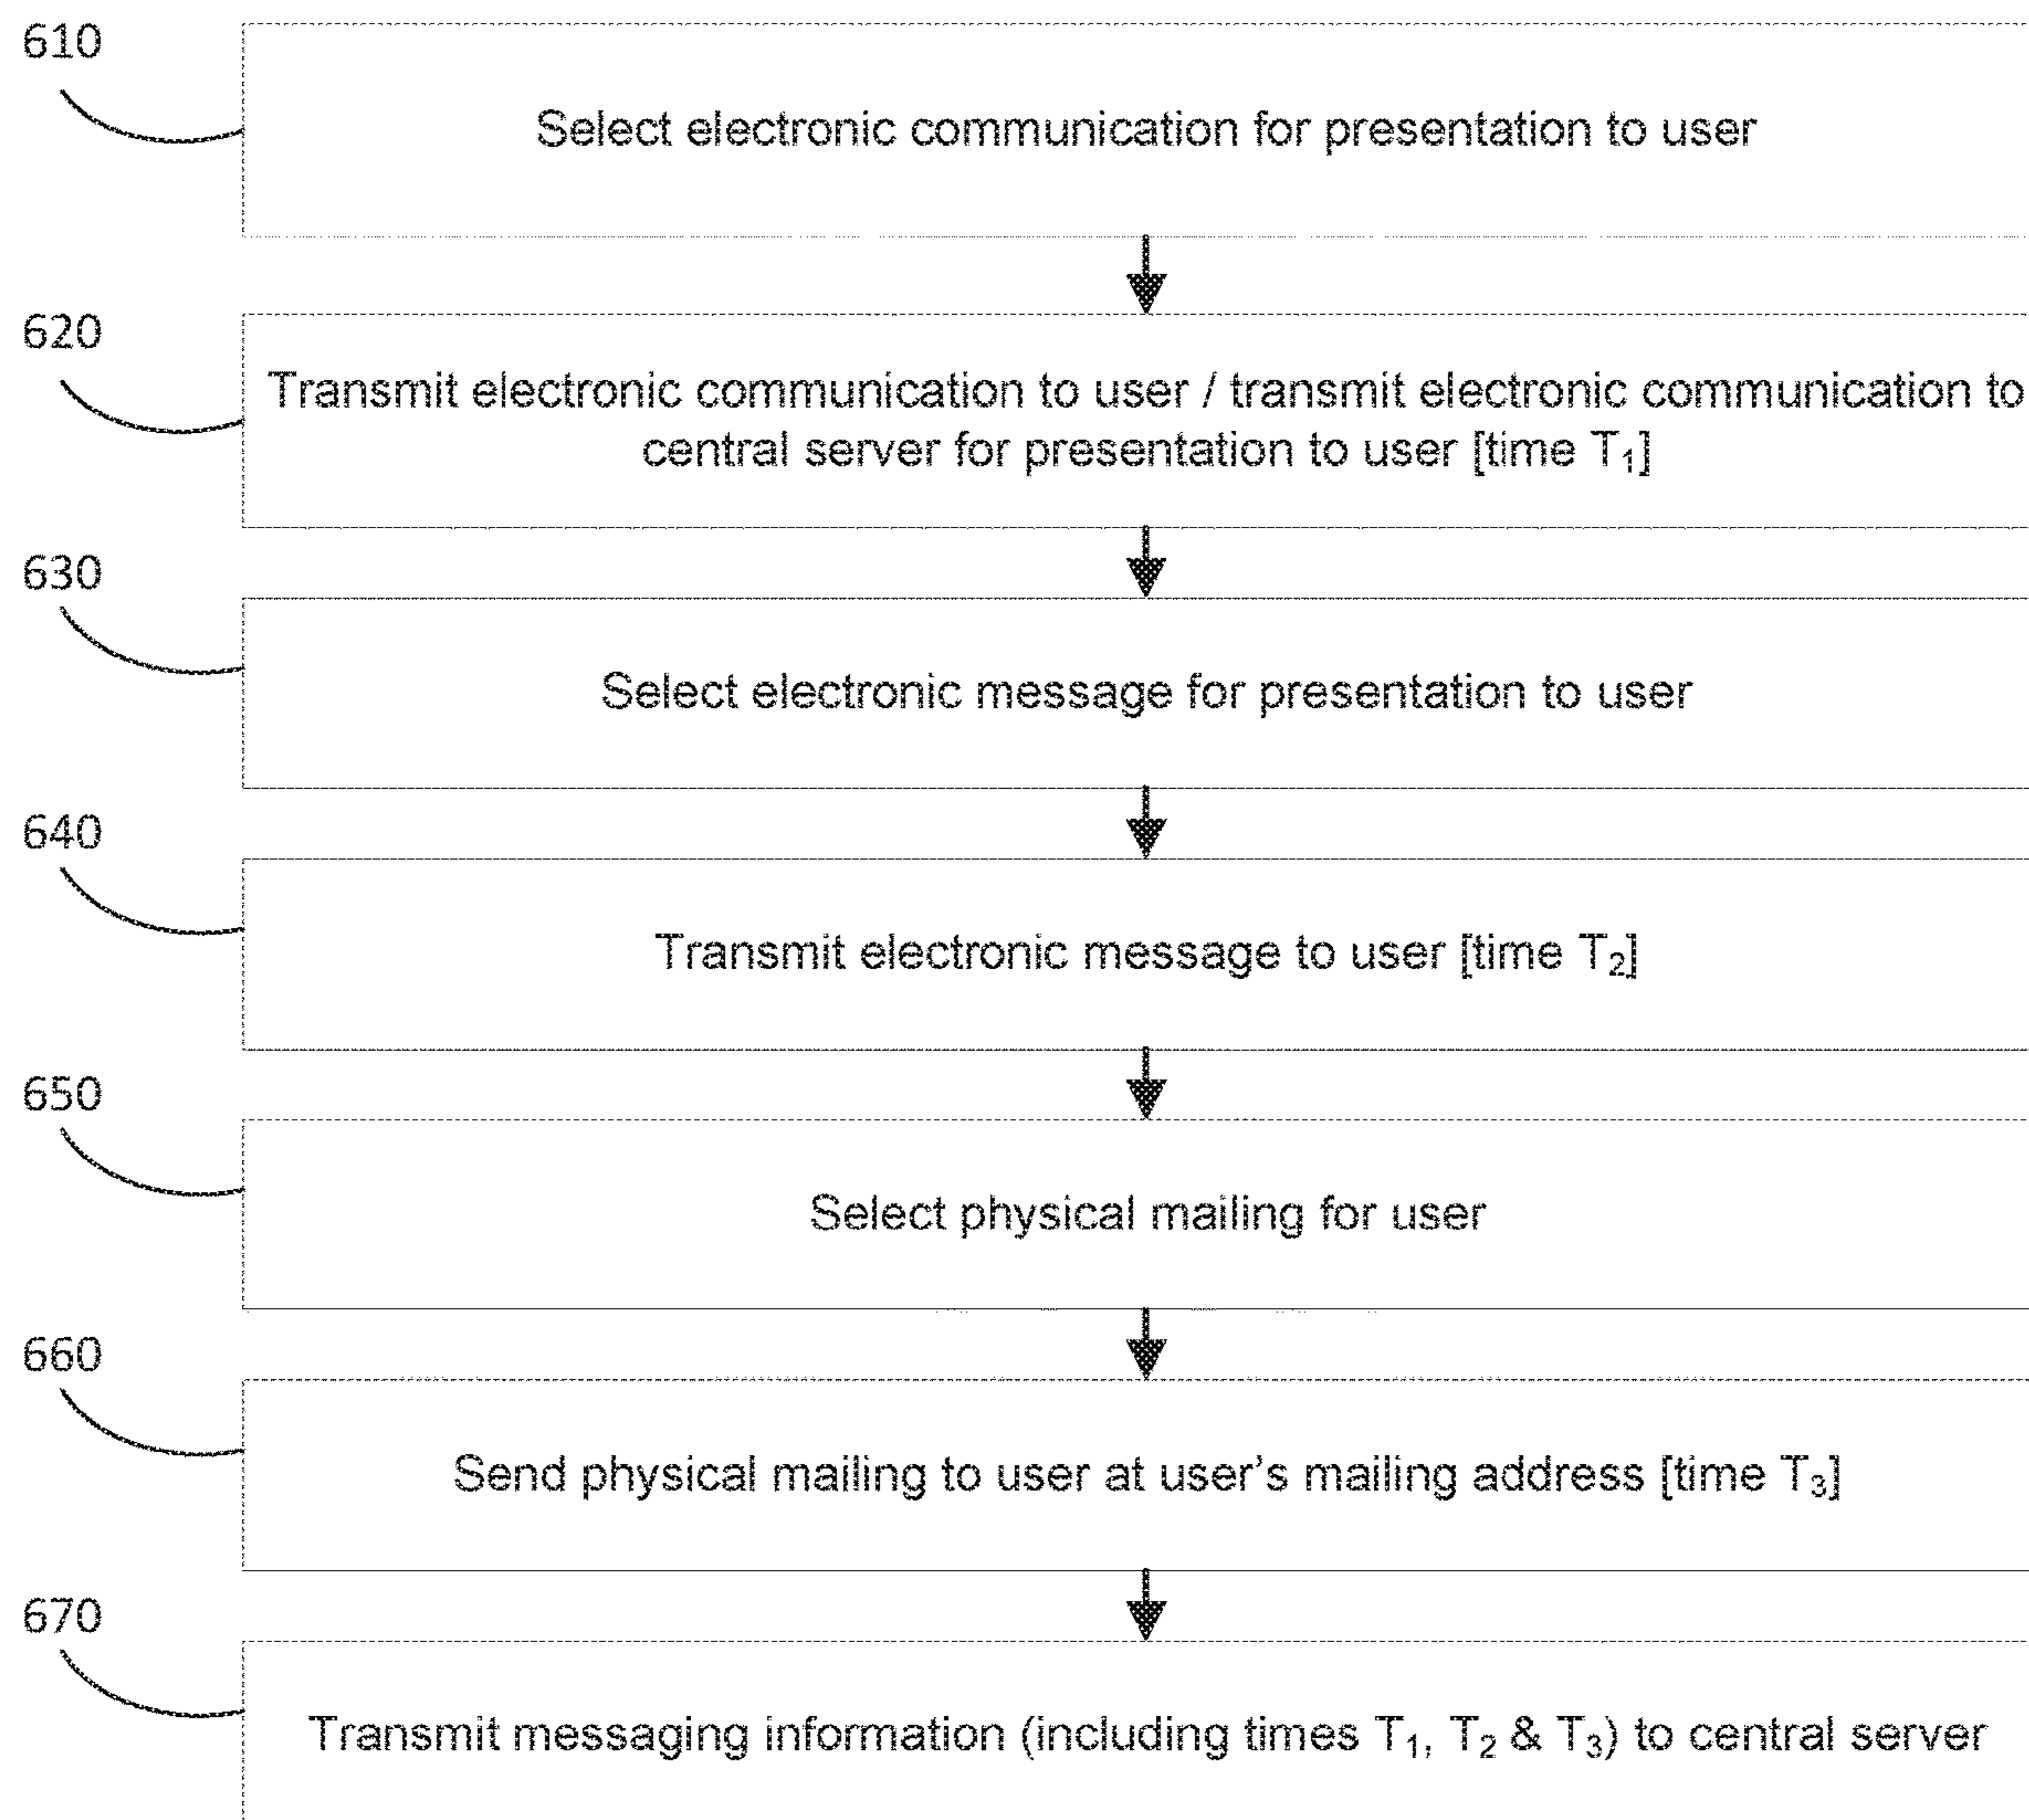 610
Select electronic communication for presentation to user
620
Transmit electronic communication to user / transmit electronic communication to
central server for presentation to user [time T₁]
630
Select electronic message for presentation to user
640
Transmit electronic message to user [time T₂]
650
Select physical mailing for user
660
Send physical mailing to user at user's mailing address [time T₃]
670
Transmit messaging information (including times T₁, T₂ & T₃) to central server